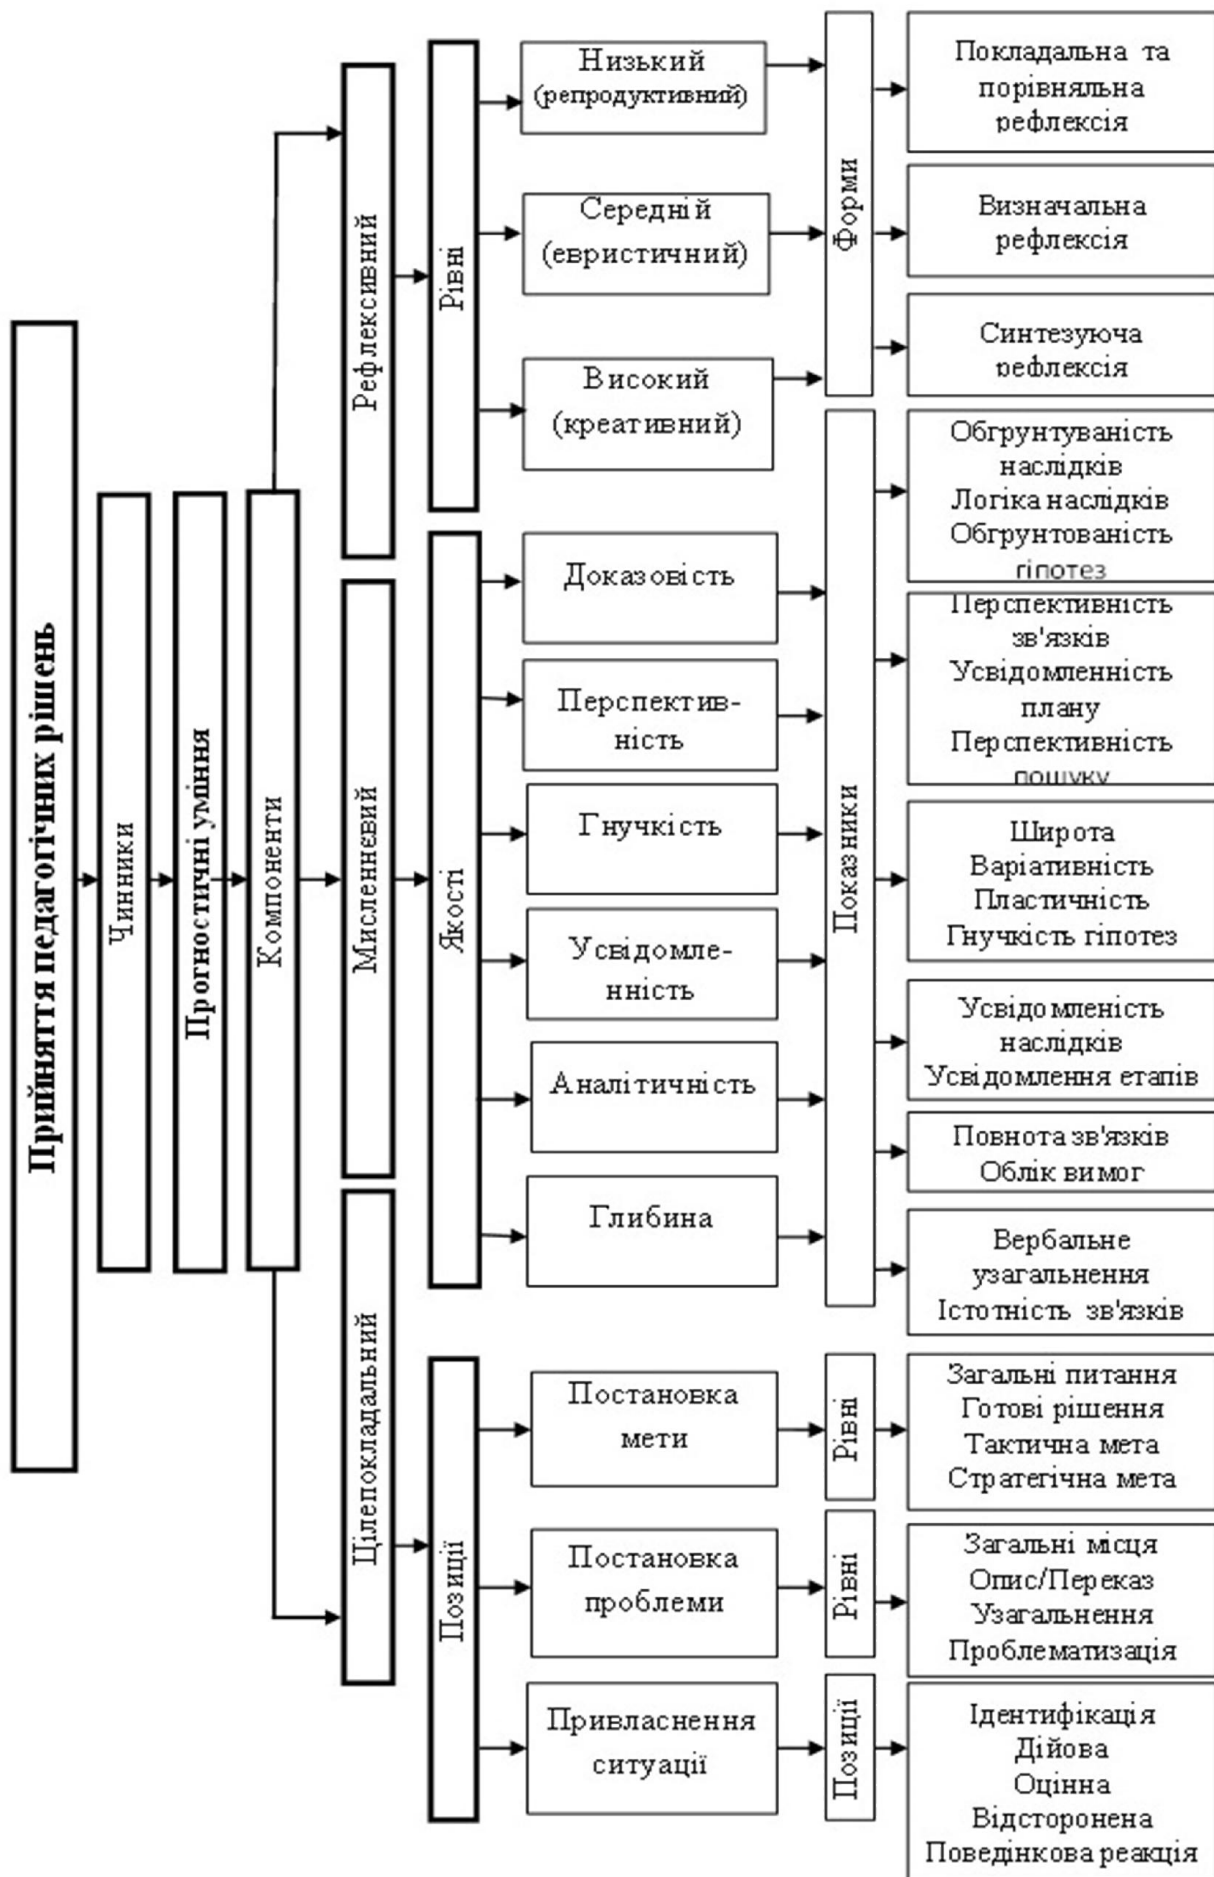 Прийняття педагогічних рішень
Чинники
Прогностичні уміння
Компоненти
Рефлексивний
Мисленнєвий
Цілепокладальний
Рівні
Якості
Позиції
Низький
(репродуктивний)
Середній
(евристичний)
Високий
(креативний)
Доказовість
Перспектив-
ність
Гнучкість
Усвідомле-
нність
Аналітичність
Глибина
Постановка
мети
Постановка
проблеми
Привласнення
ситуації
Форми
Показники
Рівні
Рівні
Позиції
Покладальна та
порівняльна
рефлексія
Визначальна
рефлексія
Синтезуюча
рефлексія
Обгрунтуваність
наслідків
Логіка наслідків
Обгрунтованість
гіпотез
Перспективність
зв'язків
Усвідомленність
плану
Перспективність
пошуку
Широта
Варіативність
Пластичність
Гнучкість гіпотез
Усвідомленість
наслідків
Усвідомлення етапів
Повнота зв'язків
Облік вимог
Вербальне
узагальнення
Істотність зв'язків
Загальні питання
Готові рішення
Тактична мета
Стратегічна мета
Загальні місця
Опис/Переказ
Узагальнення
Проблематизація
Ідентифікація
Дійова
Оцінна
Відсторонена
Поведінкова реакція